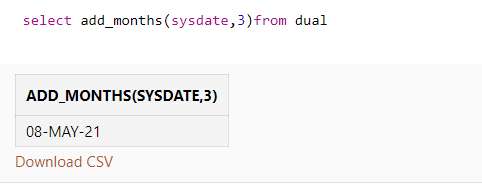 select add_months(sysdate,3)from dual
ADD_MONTHS(SYSDATE,3)
08-MAY-21
Download CSV